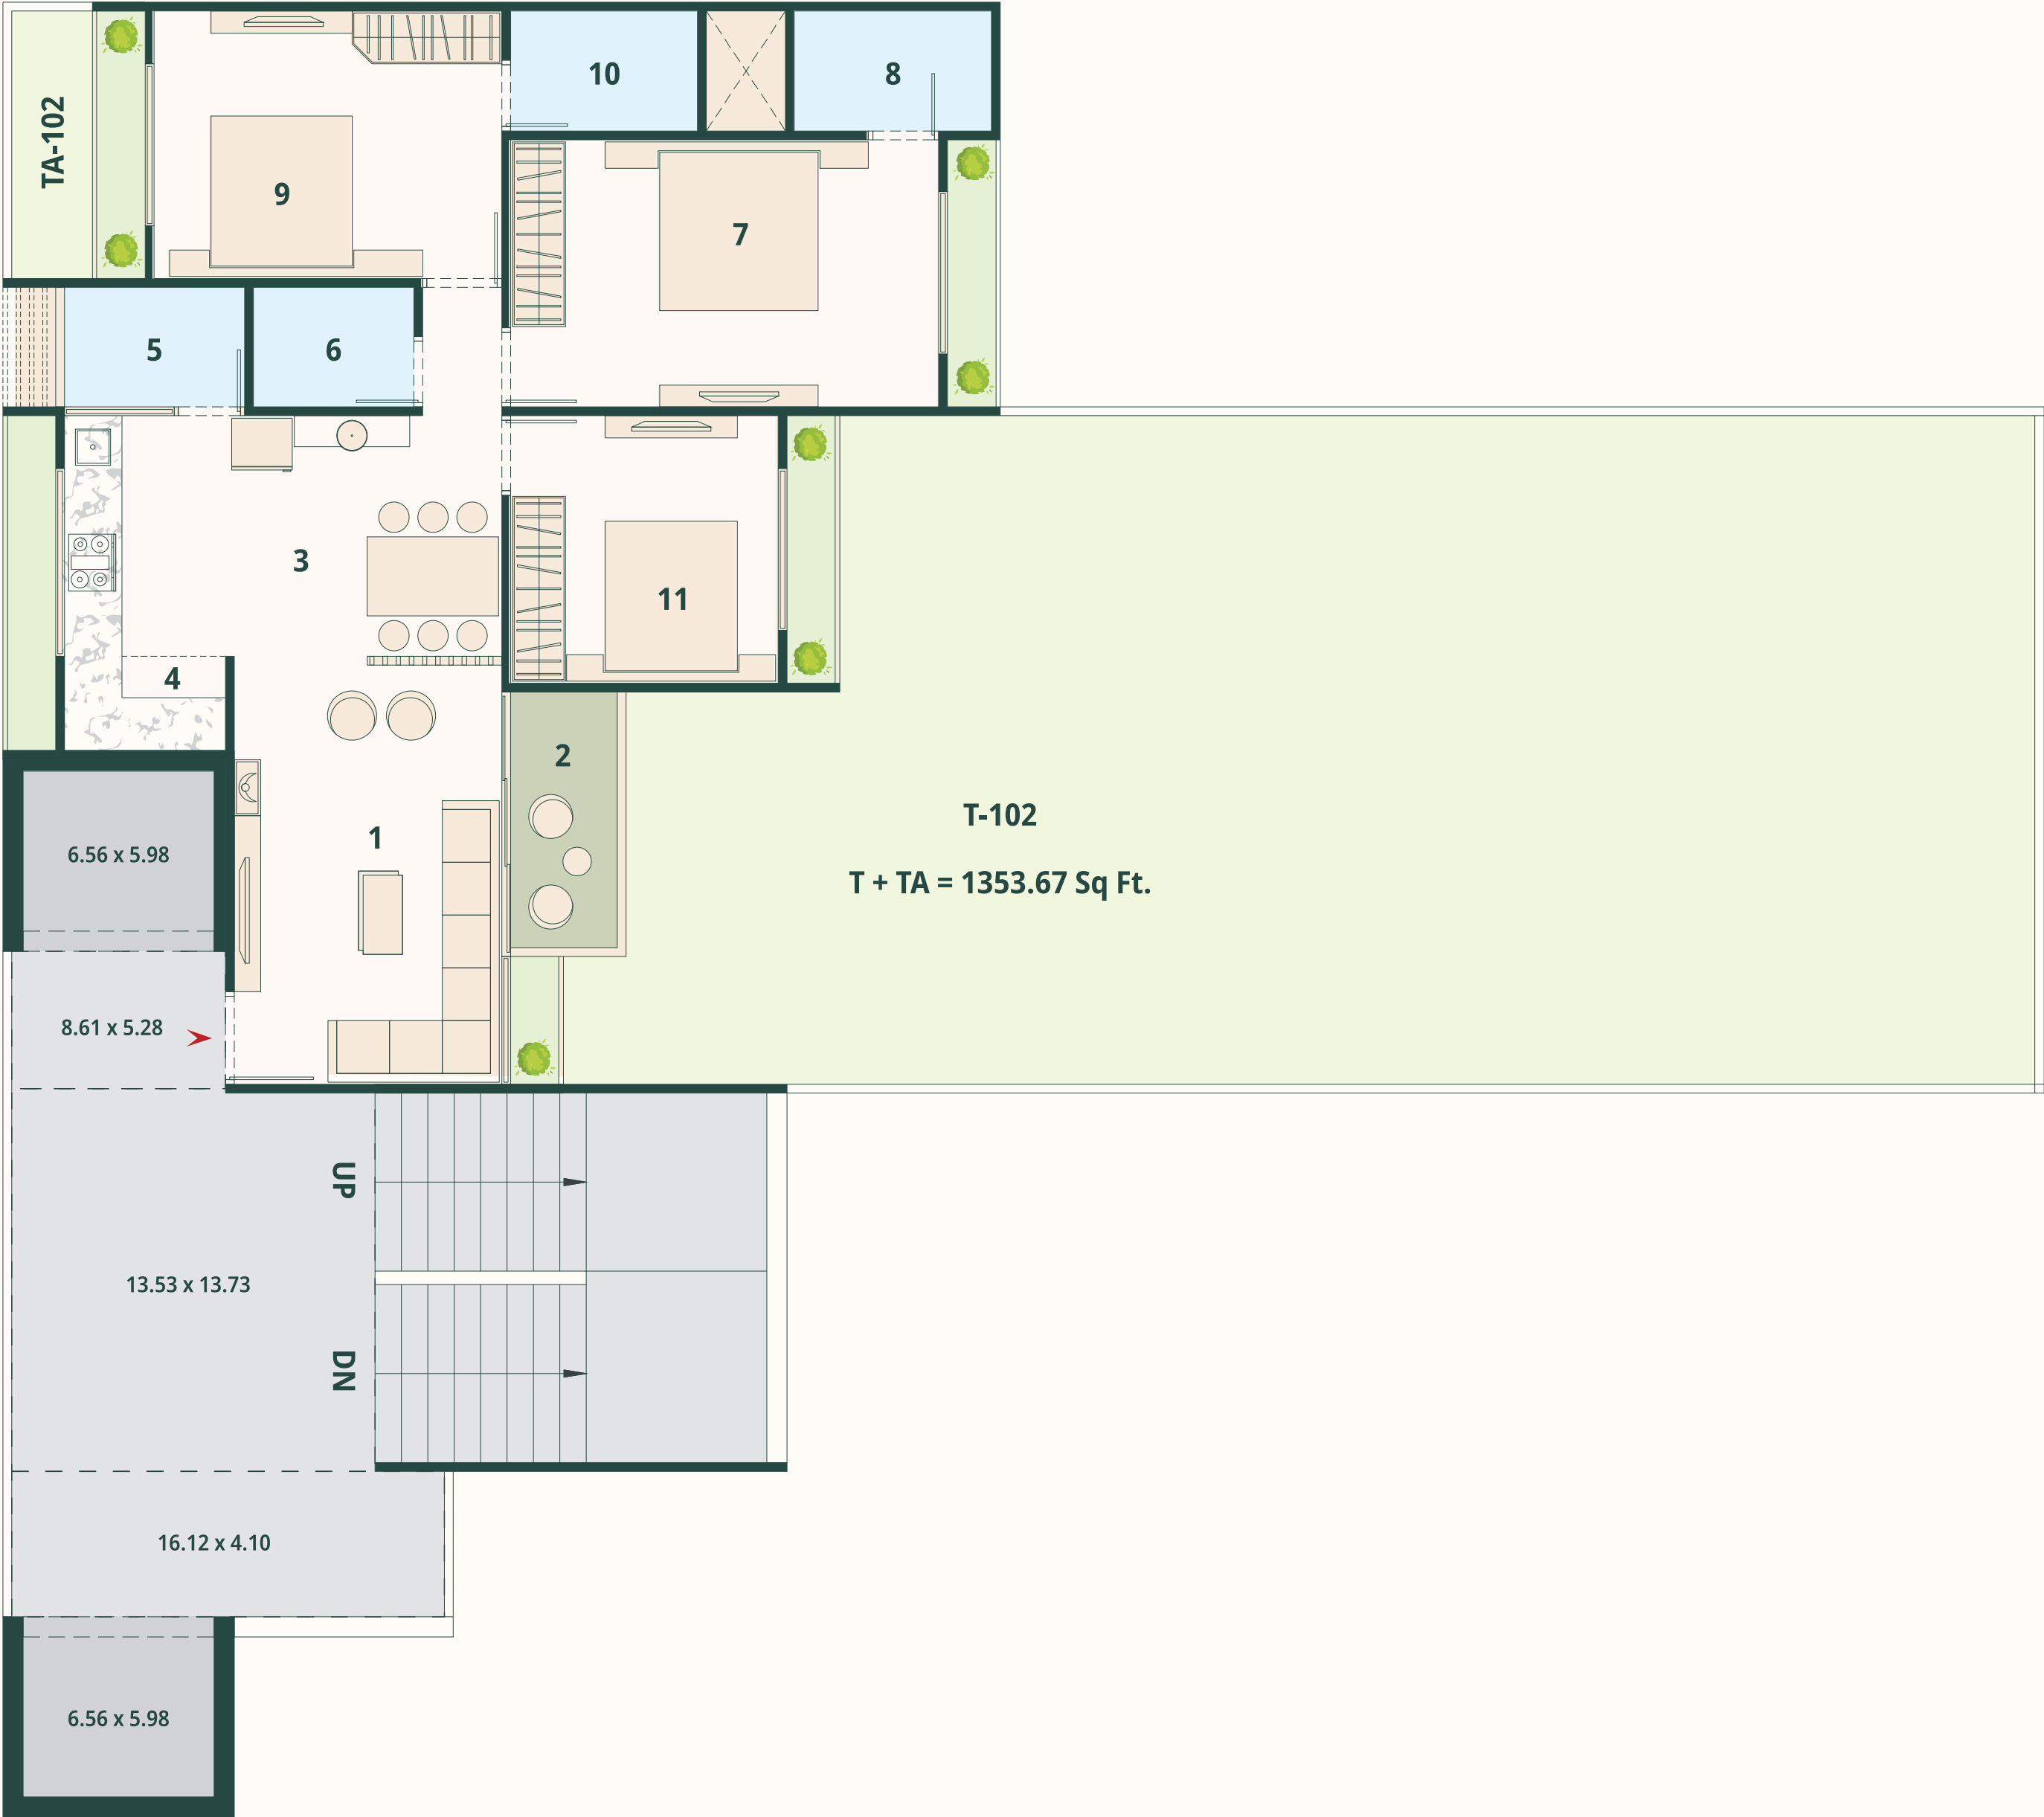 10
8
TA-102
9
7
5
6
3
11
4
2
1
T-102
6.56 x 5.98
T + TA = 1353.67 Sq Ft.
8.61 x 5.28
UP
13.53 x 13.73
DN
16.12 x 4.10
6.56 x 5.98